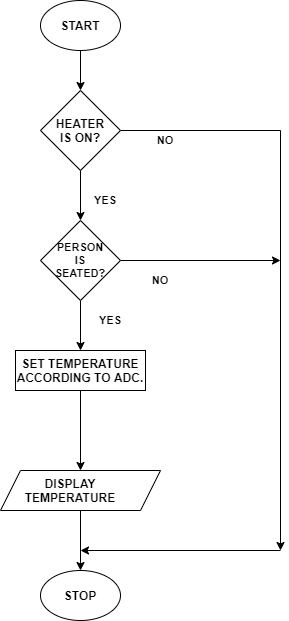 START
HEATER
IS ON?
NO
YES
PERSON
IS
SEATED?
NO
YES
SET TEMPERATURE
ACCORDING TO ADC.
DISPLAY
TEMPERATURE
STOP